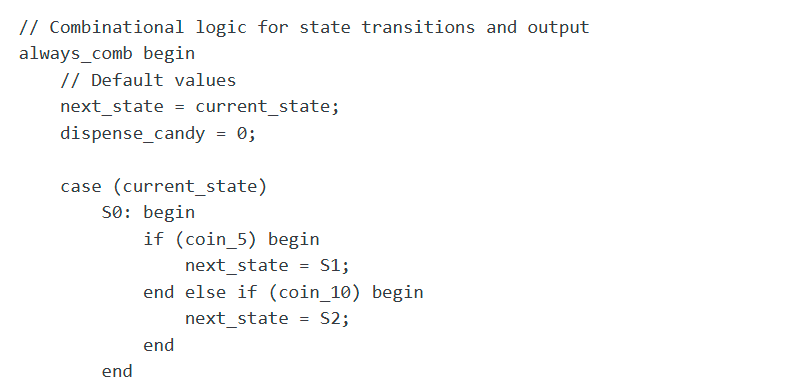 // Combinational logic for state transitions and output
always_comb begin
    // Default values
    next_state = current_state;
    dispense_candy = 0;

    case (current_state)
        S0: begin
            if (coin_5) begin
                next_state = S1;
            end else if (coin_10) begin
                next_state = S2;
            end
        end